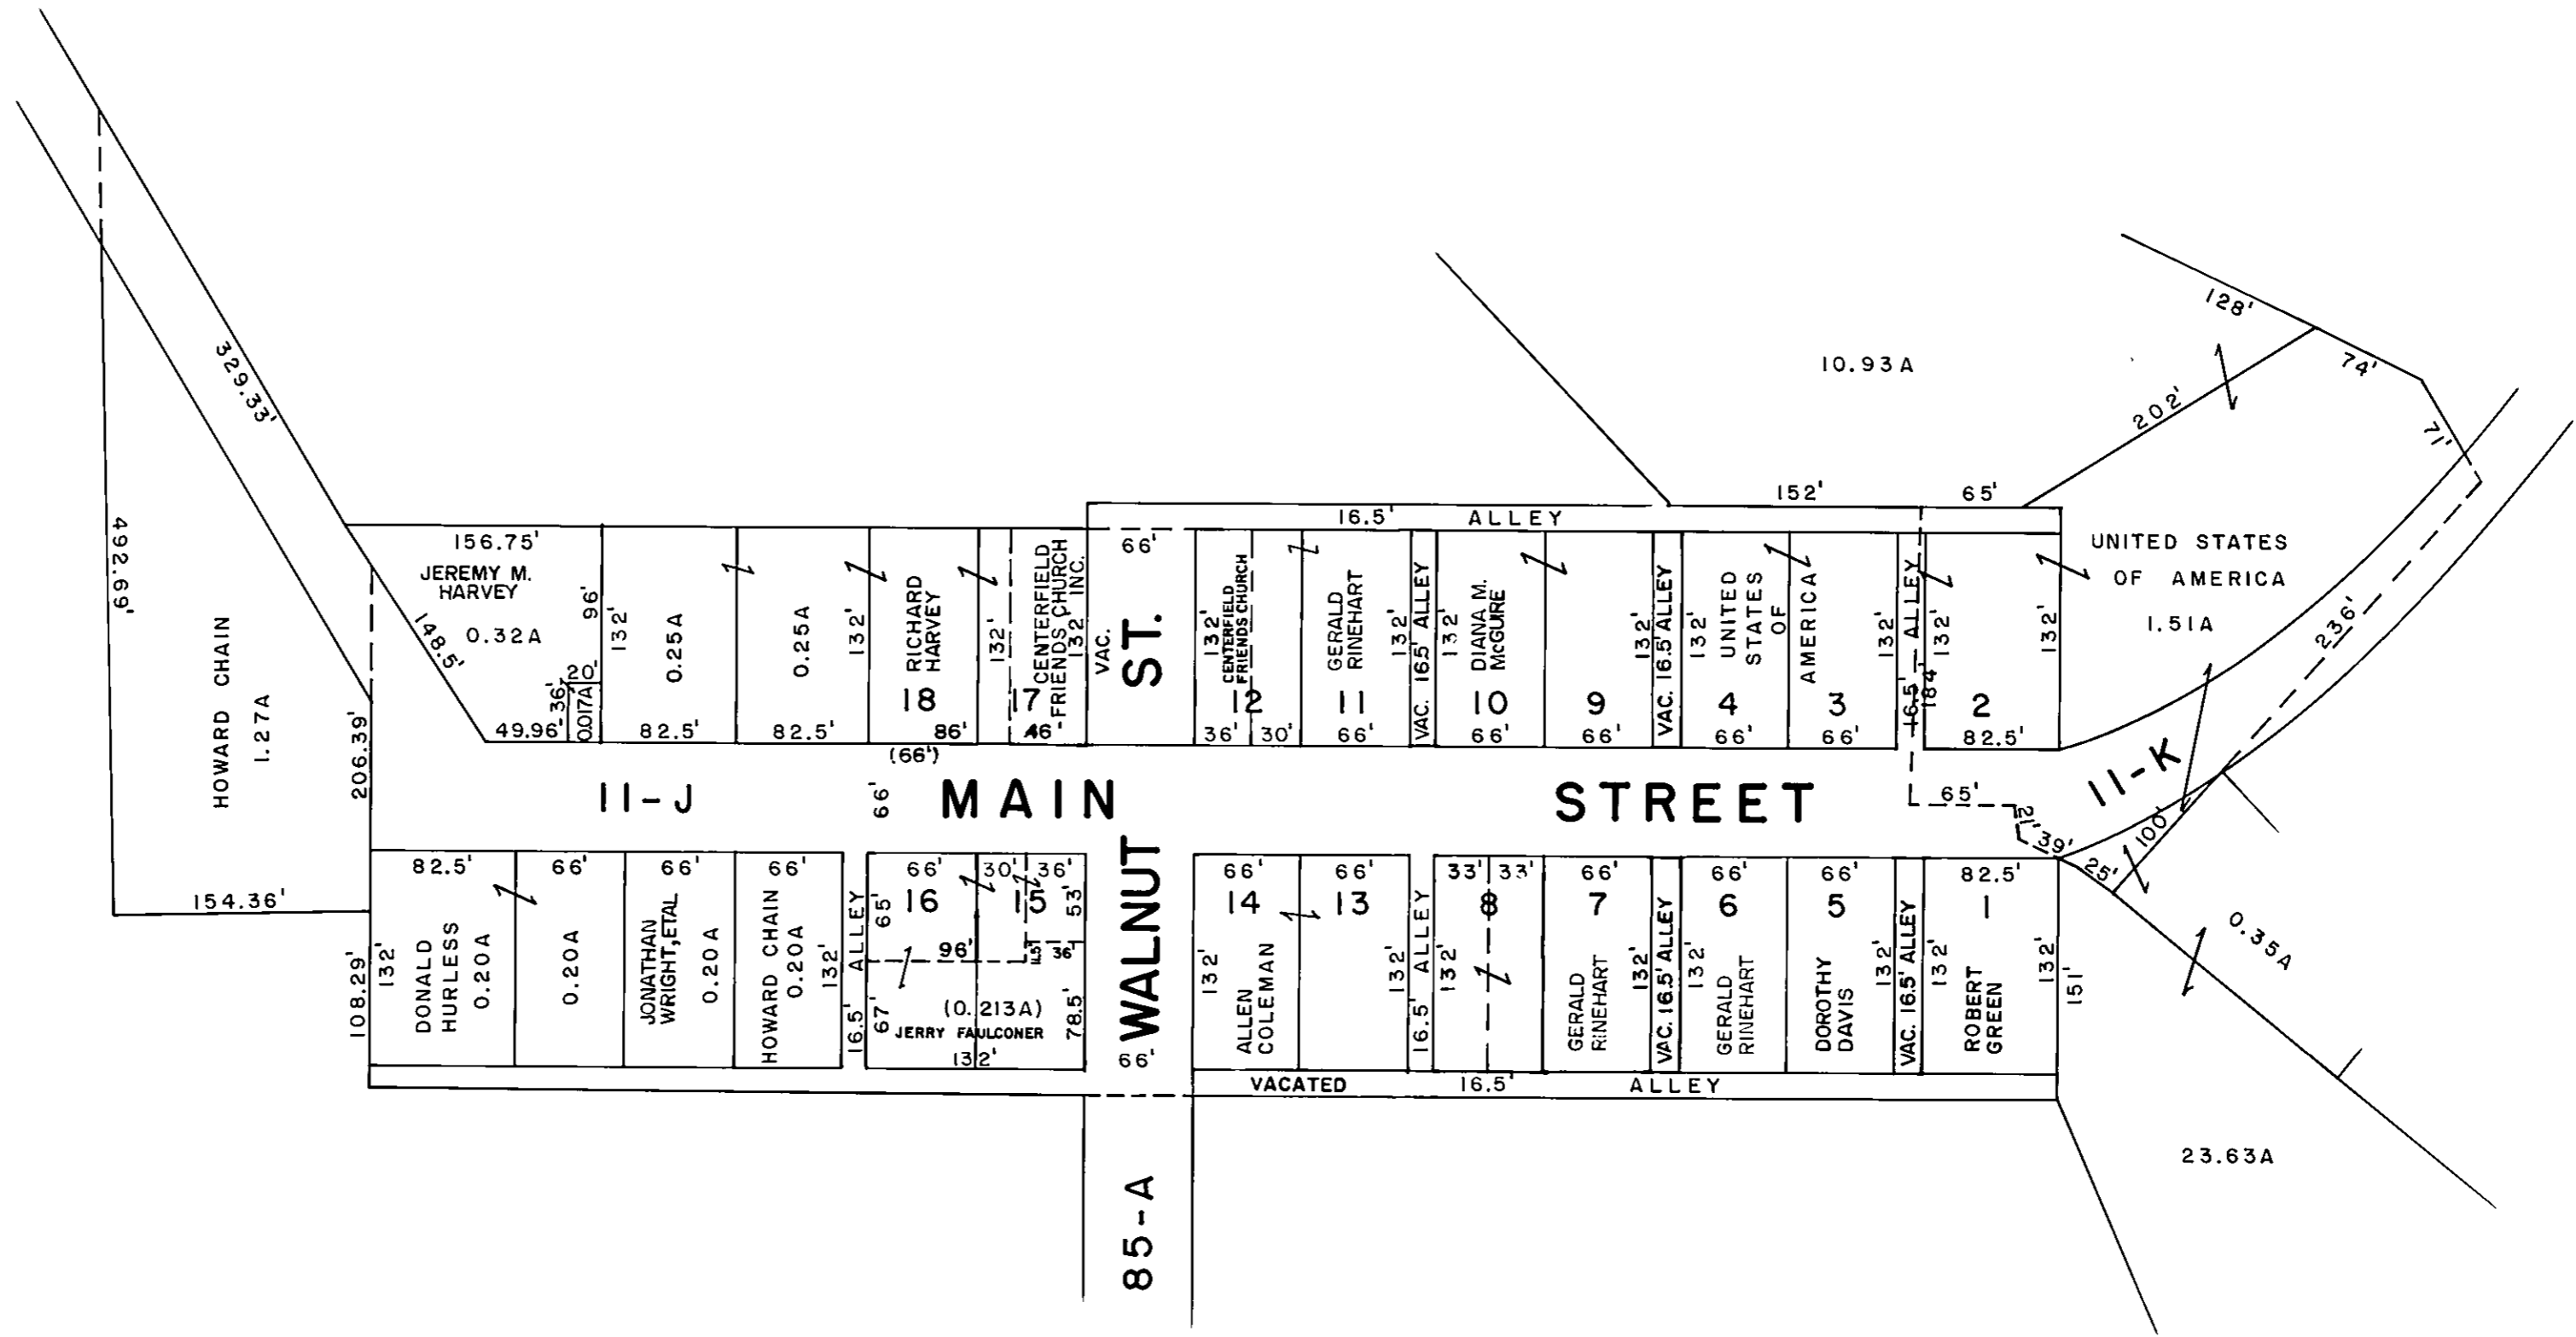 329.33'
492.69'
HOWARD CHAIN
1.27A
206.39'
154.36'
108.29'
156.75'
JEREMY M.
HARVEY
0.32A
148.5'
96'
36'
20
0.017A
49.96'
132'
0.25A
82.5'
0.25A
132'
82.5'
RICHARD
HARVEY
18
86'
(66')
132'
17
46'
CENTERFIELD
FRIENDS CHURCH
INC.
132'
VAC.
66'
ST.
16.5' ALLEY
132'
CENTERFIELD
FRIENDS CHURCH
12
36'
30'
GERALD
RINEHART
11
66'
132'
VAC. 16.5' ALLEY
132'
DIANA M.
McGUIRE
10
66'
9
66'
132'
VAC. 16.5' ALLEY
132'
UNITED
STATES
OF
AMERICA
4
66'
3
66'
132'
16.5' ALLEY
184'
132'
2
82.5'
132'
152'
65'
10.93A
128'
202'
74'
71'
UNITED STATES
OF AMERICA
1.51A
236'
11-J
66'
MAIN
STREET
65'
21'
39'
11-K
100'
25'
0.35A
23.63A
82.5'
132'
DONALD
HURLESS
0.20A
66'
0.20A
66'
JONATHAN
WRIGHT, ETAL
0.20A
66'
HOWARD CHAIN
0.20A
132'
16.5' ALLEY
66'
16
65'
30'
15
36'
53'
96'
36'
67'
(0.213A)
JERRY FAULCONER
78.5'
132'
WALNUT
66'
85-A
66'
14
132'
ALLEN
COLEMAN
66'
13
132'
16.5' ALLEY
33'
33'
8
132'
66'
7
GERALD
RINEHART
132'
VAC. 16.5' ALLEY
66'
6
132'
GERALD
RINEHART
66'
5
DOROTHY
DAVIS
132'
VAC. 16.5' ALLEY
82.5'
1
132'
ROBERT
GREEN
132'
151'
VACATED 16.5' ALLEY